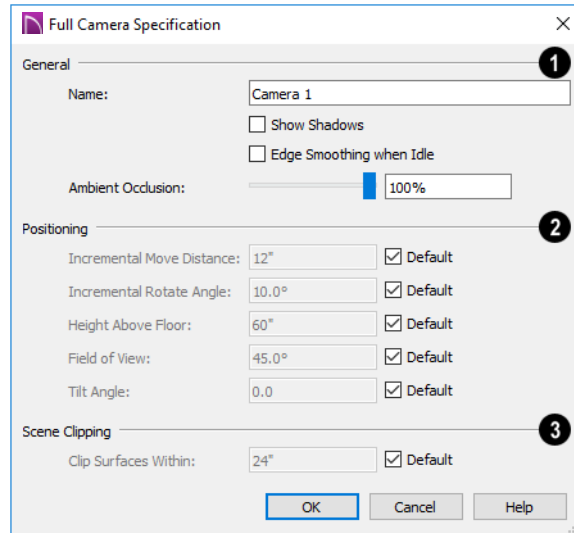 Full Camera Specification
General 1
Name: Camera 1
Show Shadows
Edge Smoothing when Idle
Ambient Occlusion: 100%
Positioning 2
Incremental Move Distance: 12" Default
Incremental Rotate Angle: 10.0° Default
Height Above Floor: 60" Default
Field of View: 45.0° Default
Tilt Angle: 0.0 Default
Scene Clipping 3
Clip Surfaces Within: 24" Default
OK Cancel Help